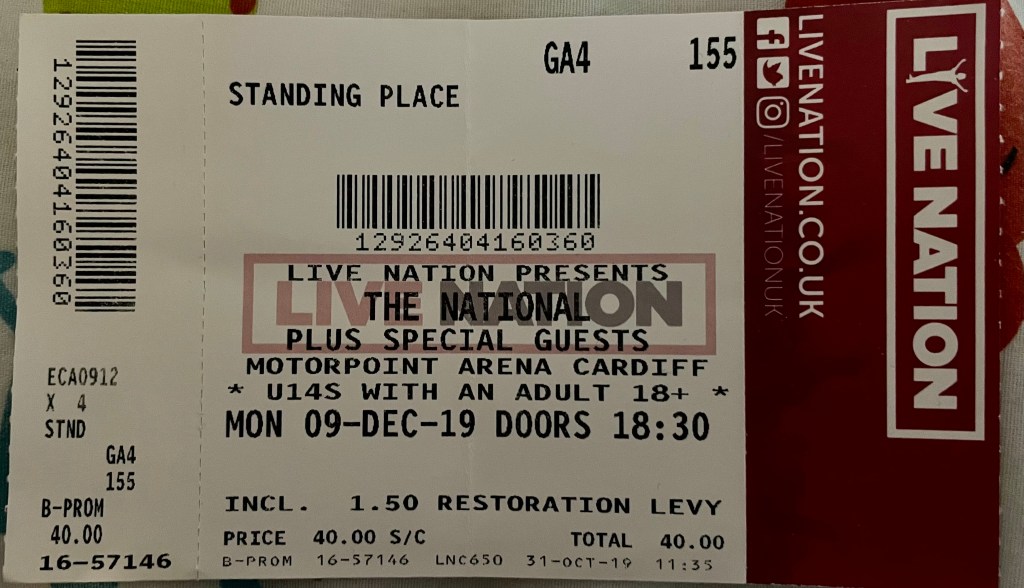 12926404160360
ECA0912
X 4
STND
GA4
155
B-PROM
40.00
16-57146
GA4 155
STANDING PLACE
12926404160360
LIVE NATION
LIVE NATION PRESENTS
THE NATIONAL
PLUS SPECIAL GUESTS
MOTORPOINT ARENA CARDIFF
* U14S WITH AN ADULT 18+ *
MON 09-DEC-19 DOORS 18:30
INCL. 1.50 RESTORATION LEVY
PRICE 40.00 S/C TOTAL 40.00
B-PROM 16-57146 LNC650 31-OCT-19 11:35
LIVENATION.CO.UK
/LIVENATIONUK
LIVE NATION